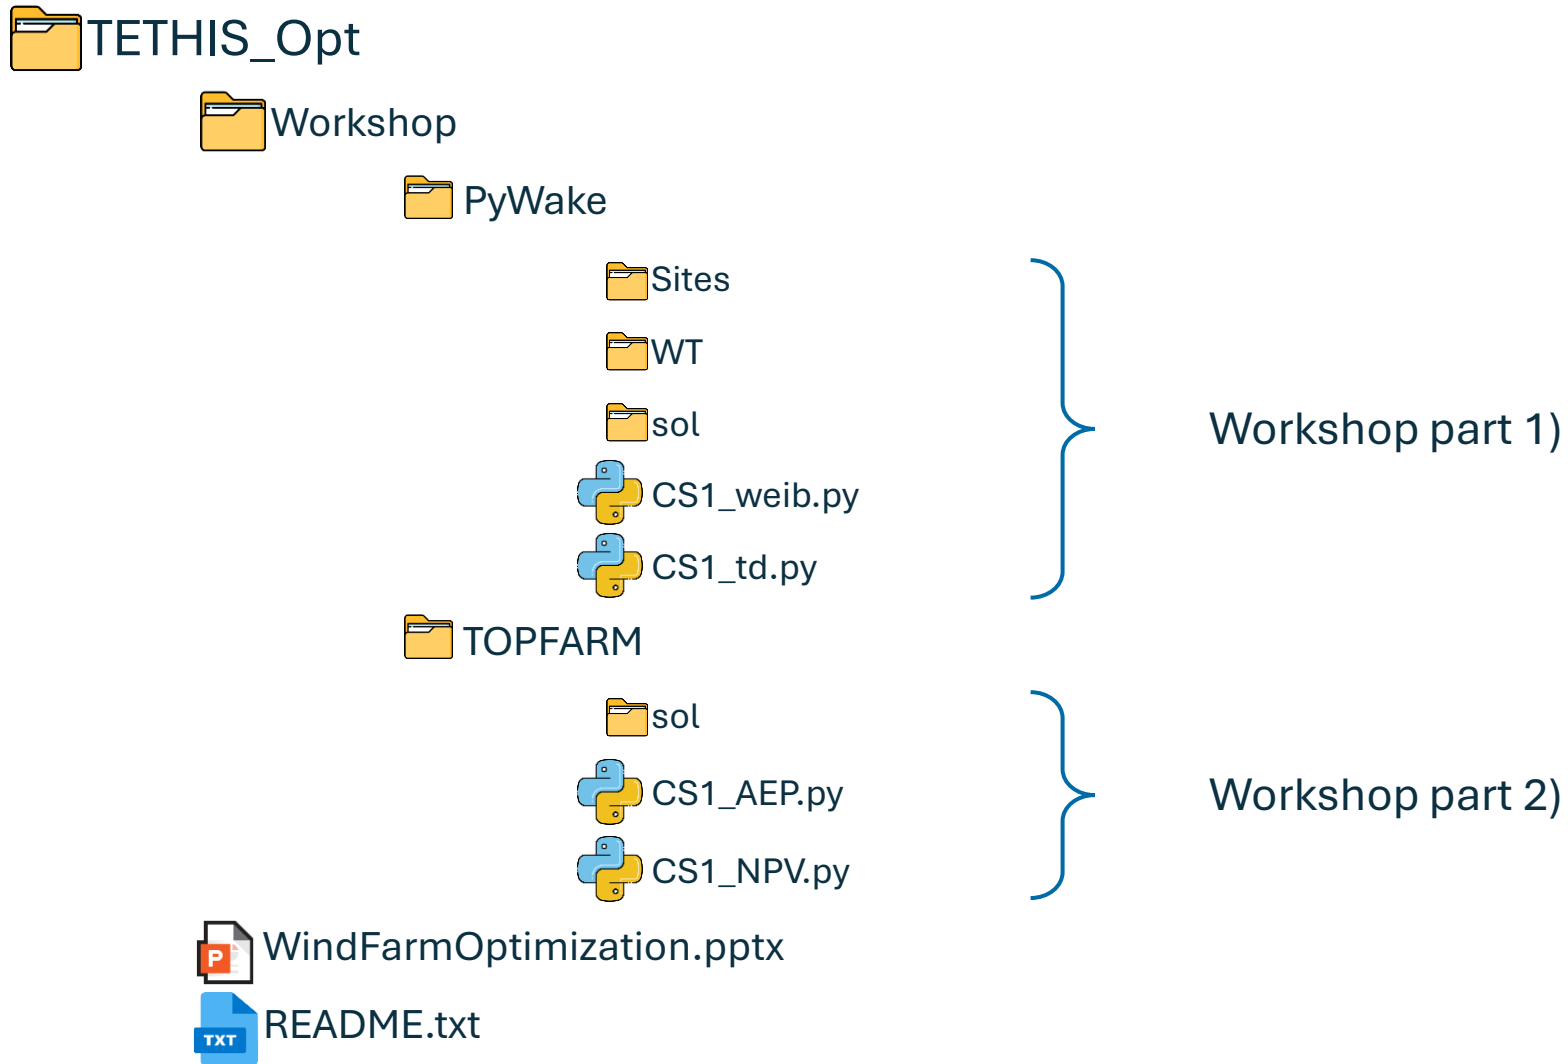 TETHIS_Opt
Workshop
PyWake
Sites
WT
sol
CS1_weib.py
CS1_td.py
Workshop part 1)
TOPFARM
sol
CS1_AEP.py
CS1_NPV.py
Workshop part 2)
P
WindFarmOptimization.pptx
TXT
README.txt